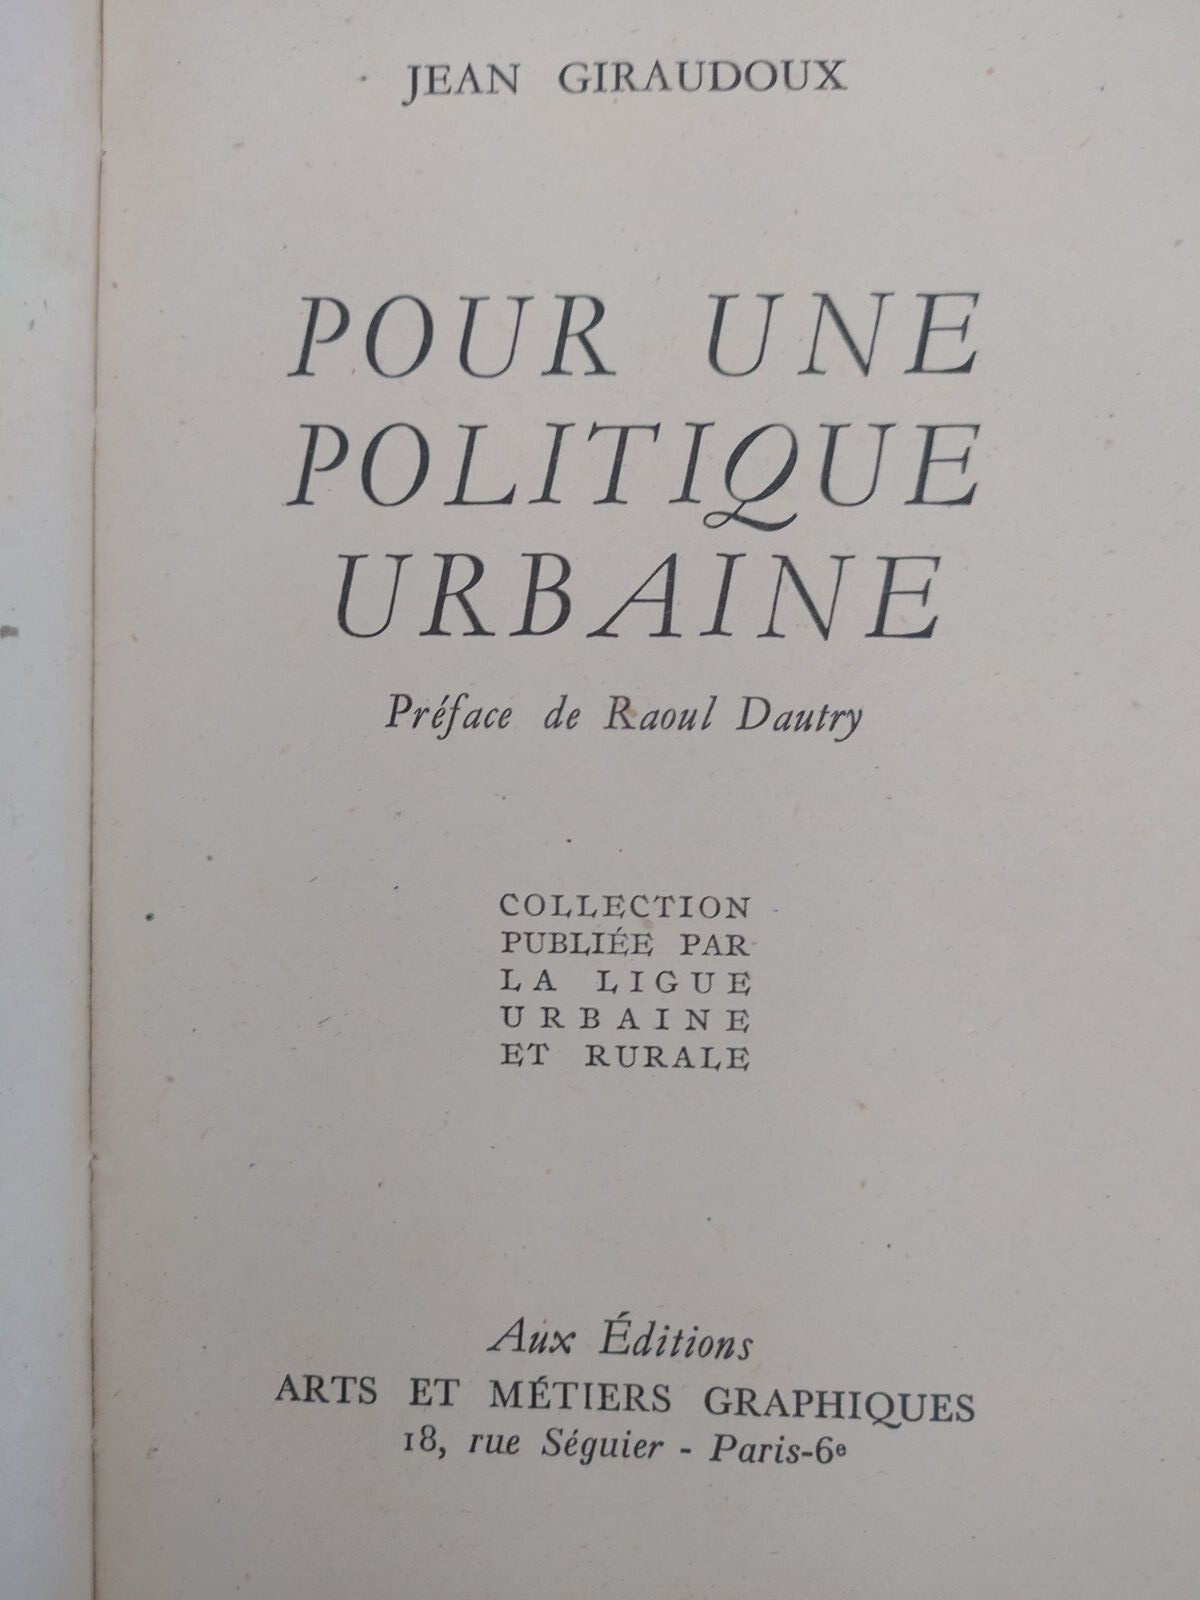 JEAN GIRAUDOUX
POUR UNE
POLITIQUE
URBAINE
Préface de Raoul Dautry
COLLECTION
PUBLIÉE PAR
LA LIGUE
URBAINE
ET RURALE
Aux Éditions
ARTS ET MÉTIERS GRAPHIQUES
18, rue Séguier - Paris-6e